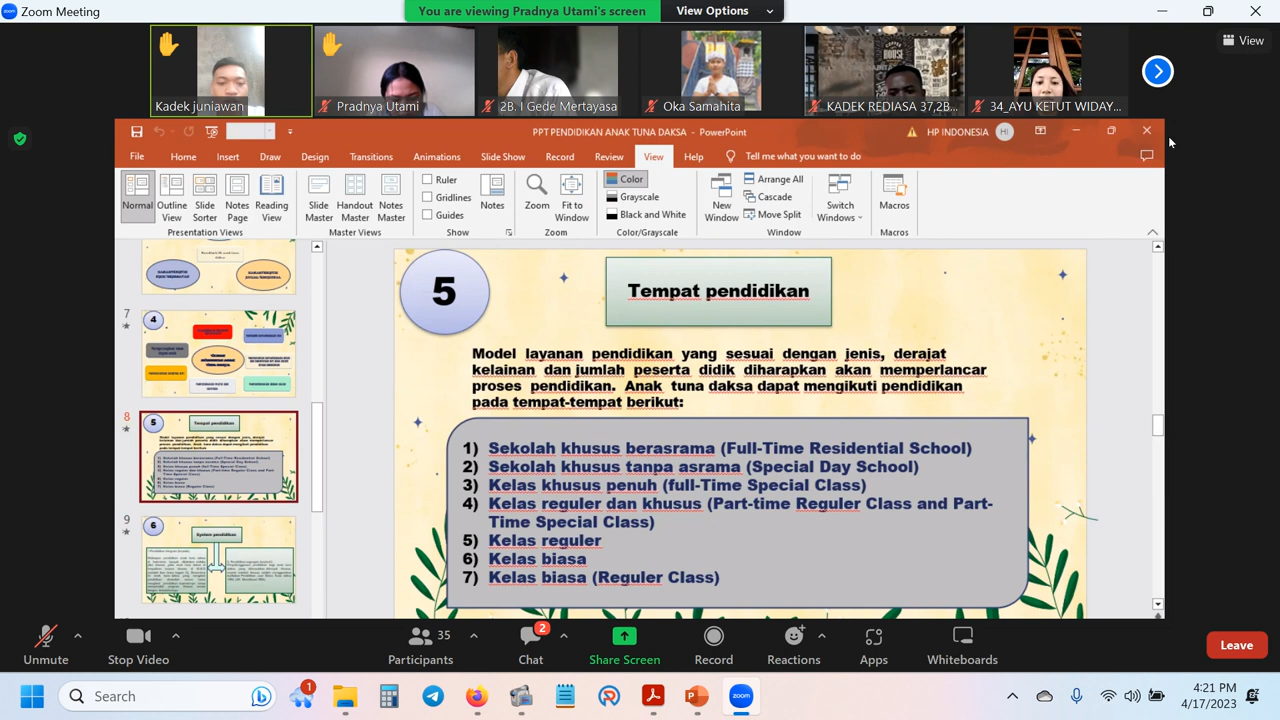 Zoom Meeting
You are viewing Pradnya Utami's screen
View Options
View
Kadek juniawan
Pradnya Utami
2B. I Gede Mertayasa
Oka Samahita
KADEK REDIASA 37,2B...
34_AYU KETUT WIDAY...
PPT PENDIDIKAN ANAK TUNA DAKSA - PowerPoint
HP INDONESIA
HI
File Home Insert Draw Design Transitions Animations Slide Show Record Review View Help Tell me what you want to do
Normal
Outline View
Slide Sorter
Notes Page
Reading View
Presentation Views
Slide Master
Handout Master
Notes Master
Master Views
Ruler
Gridlines
Guides
Notes
Show
Zoom
Fit to Window
Zoom
Color
Grayscale
Black and White
Color/Grayscale
New Window
Arrange All
Cascade
Move Split
Switch Windows
Window
Macros
Macros
7
4
8
5
Tempat pendidikan
9
6
System pendidikan
5
Tempat pendidikan
Model layanan pendidikan yang sesuai dengan jenis, derajat
kelainan dan jumlah peserta didik diharapkan akan memperlancar
proses pendidikan. Anak tuna daksa dapat mengikuti pendidikan
pada tempat-tempat berikut:
1) Sekolah khusus berasrama (Full-Time Residential School)
2) Sekolah khusus tanpa asrama (Special Day School)
3) Kelas khusus penuh (full-Time Special Class)
4) Kelas reguler dan khusus (Part-time Reguler Class and Part-
Time Special Class)
5) Kelas reguler
6) Kelas biasa
7) Kelas biasa (Reguler Class)
Unmute
Stop Video
35
Participants
2
Chat
Share Screen
Record
Reactions
Apps
Whiteboards
Leave
Search
1
4:21 PM
4/17/2023